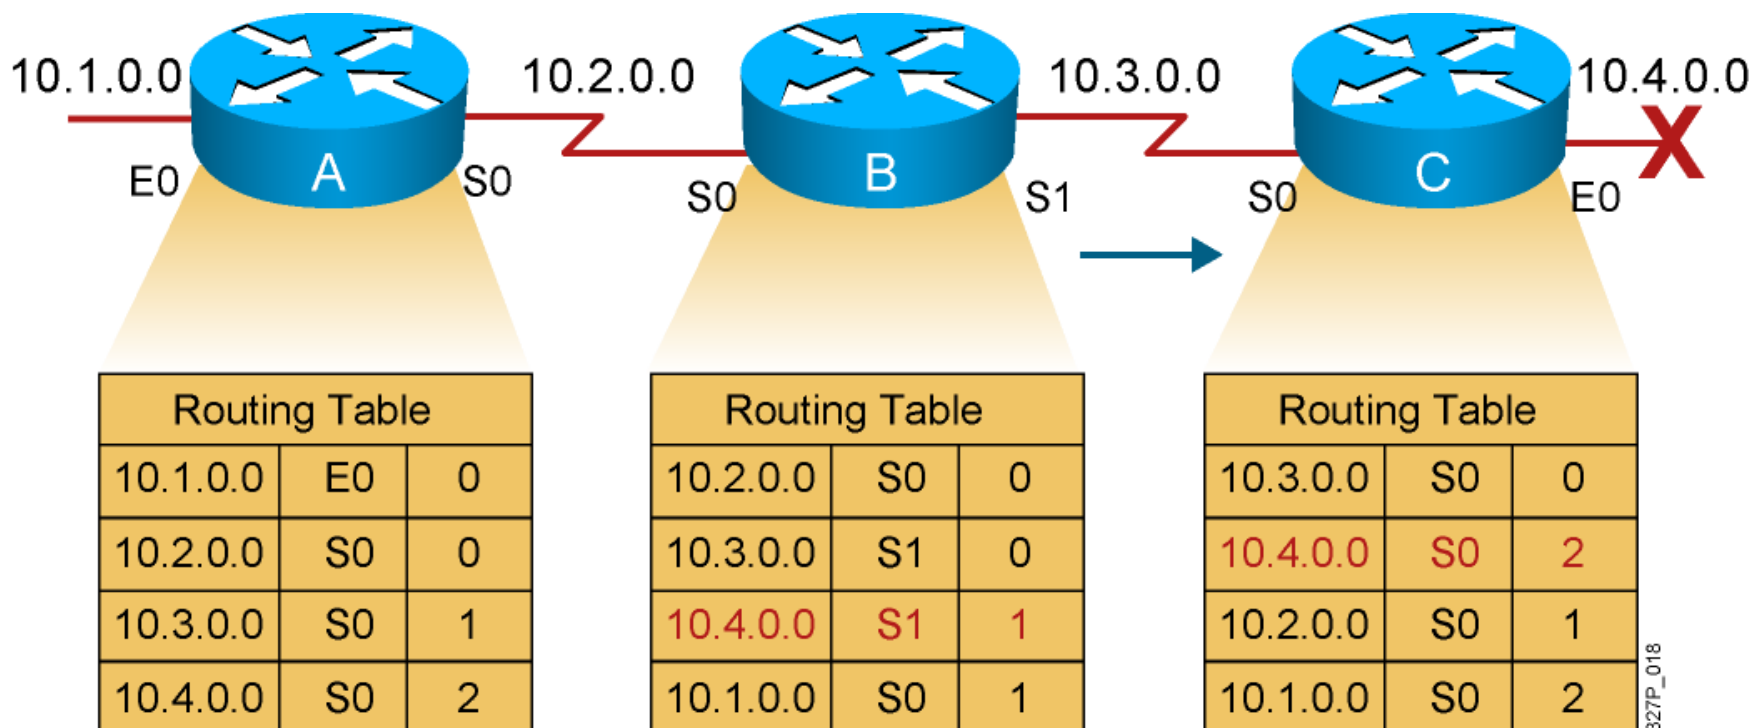 10.1.0.0 10.2.0.0 10.3.0.0 10.4.0.0
X
A B C
E0 S0 S0 S1 S0 E0
Routing Table
10.1.0.0 E0 0
10.2.0.0 S0 0
10.3.0.0 S0 1
10.4.0.0 S0 2
Routing Table
10.2.0.0 S0 0
10.3.0.0 S1 0
10.4.0.0 S1 1
10.1.0.0 S0 1
Routing Table
10.3.0.0 S0 0
10.4.0.0 S0 2
10.2.0.0 S0 1
10.1.0.0 S0 2
327P_018